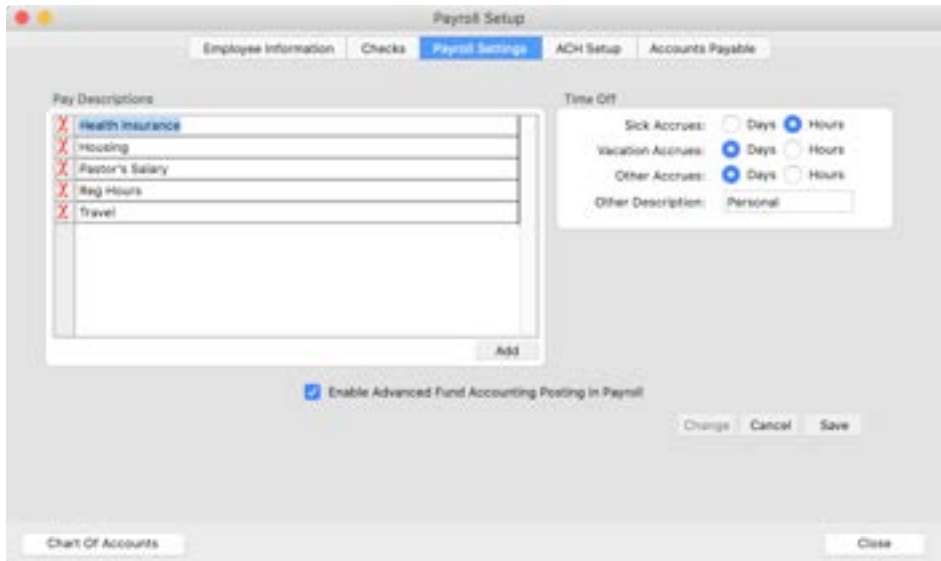 Payroll Setup
Employee Information Checks Payroll Settings ACH Setup Accounts Payable
Pay Descriptions
Health Insurance
Housing
Pastor's Salary
Reg Hours
Travel
Add
Time Off
Sick Accrues: Days Hours
Vacation Accrues: Days Hours
Other Accrues: Days Hours
Other Description: Personal
Enable Advanced Fund Accounting Posting in Payroll
Change Cancel Save
Chart Of Accounts Close